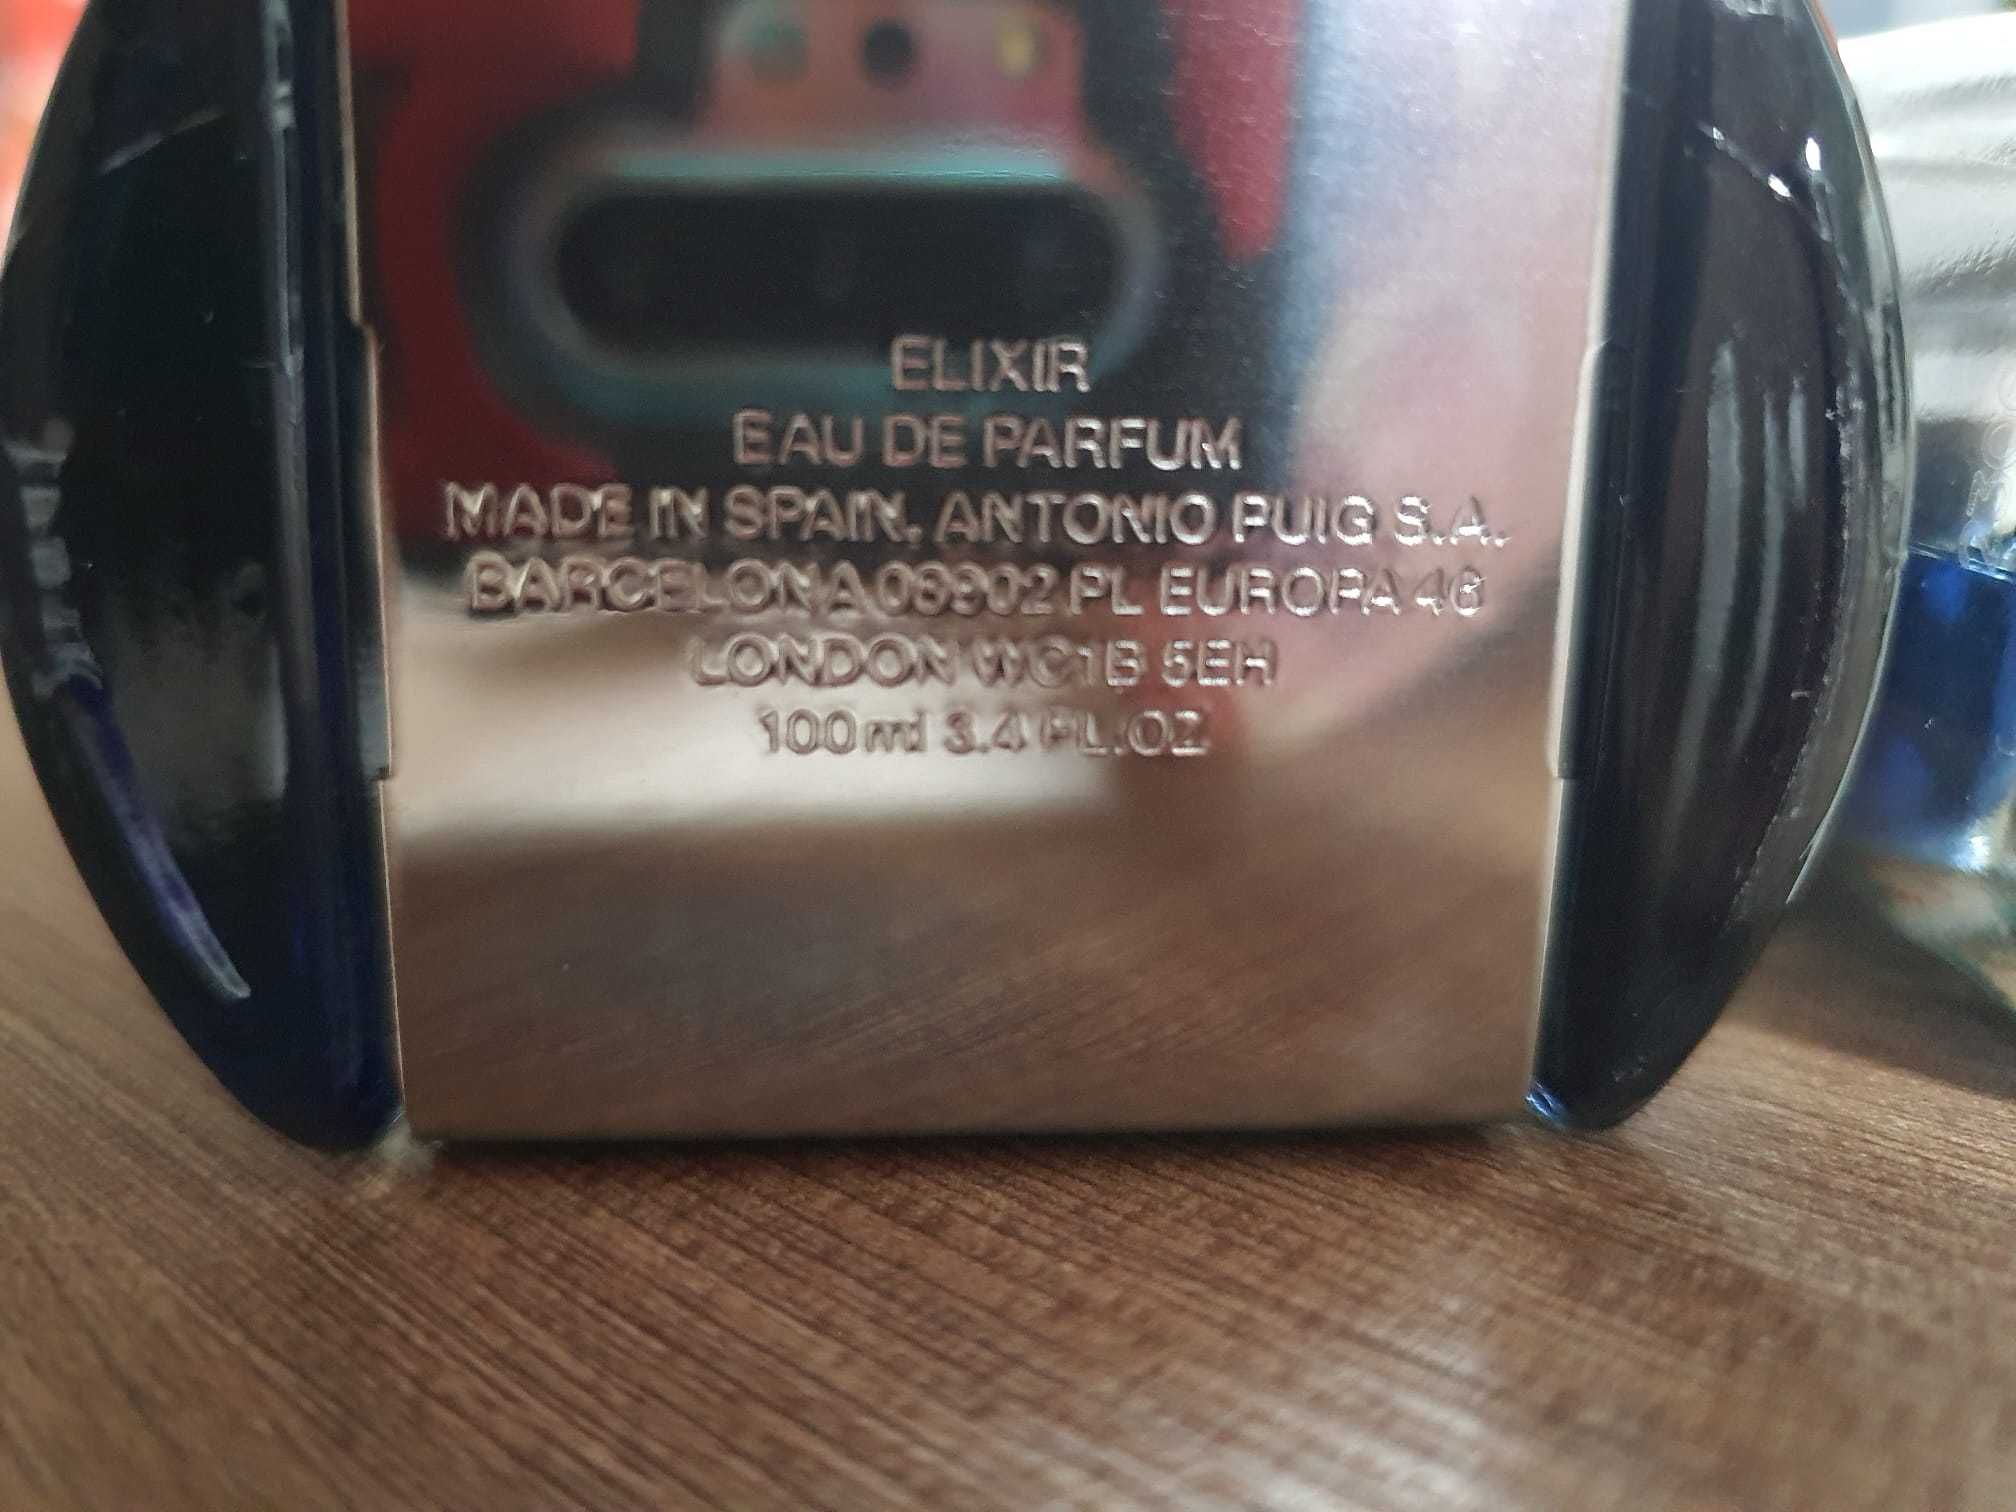 ELIXIR
EAU DE PARFUM
MADE IN SPAIN. ANTONIO PUIG S.A.
BARCELONA 08902 PL EUROPA 46
LONDON WC1B 5EH
100 ml 3.4 FL.OZ